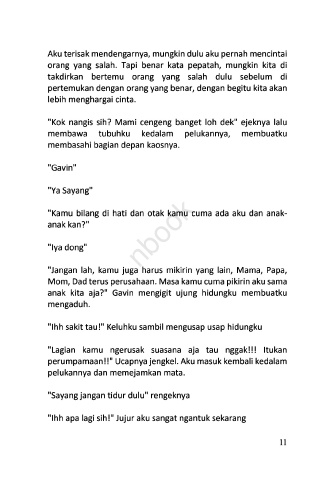 Aku terisak mendengarnya, mungkin dulu aku pernah mencintai
orang yang salah. Tapi benar kata pepatah, mungkin kita di
takdirkan bertemu orang yang salah dulu sebelum di
pertemukan dengan orang yang benar, dengan begitu kita akan
lebih menghargai cinta.
"Kok nangis sih? Mami cengeng banget loh dek" ejeknya lalu
membawa tubuhku kedalam pelukannya, membuatku
membasahi bagian depan kaosnya.
"Gavin"
"Ya Sayang"
"Kamu bilang di hati dan otak kamu cuma ada aku dan anak-
anak kan?"
"Iya dong"
"Jangan lah, kamu juga harus mikirin yang lain, Mama, Papa,
Mom, Dad terus perusahaan. Masa kamu cuma pikirin aku sama
anak kita aja?" Gavin mengigit ujung hidungku membuatku
mengaduh.
"Ihh sakit tau!" Keluhku sambil mengusap usap hidungku
"Lagian kamu ngerusak suasana aja tau nggak!!! Itukan
perumpamaan!!" Ucapnya jengkel. Aku masuk kembali kedalam
pelukannya dan memejamkan mata.
"Sayang jangan tidur dulu" rengeknya
"Ihh apa lagi sih!" Jujur aku sangat ngantuk sekarang
11
nbook